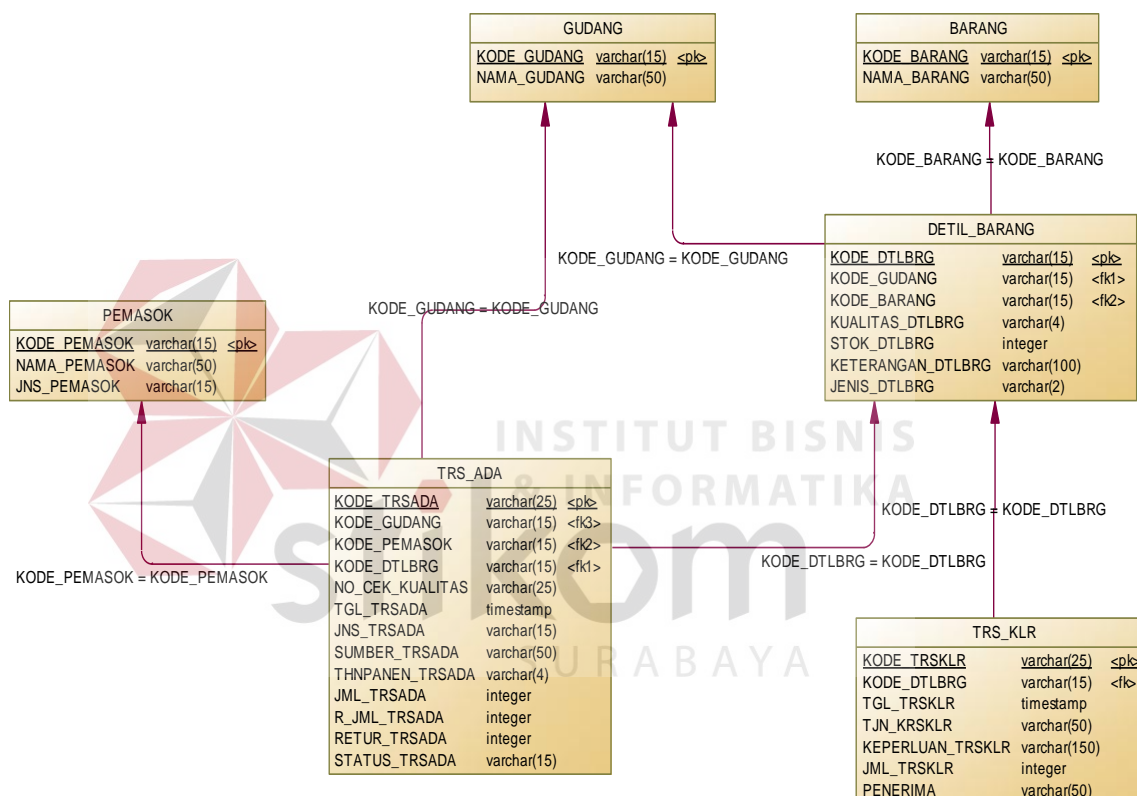 GUDANG
KODE_GUDANG varchar(15) <pk>
NAMA_GUDANG varchar(50)
BARANG
KODE_BARANG varchar(15) <pk>
NAMA_BARANG varchar(50)
KODE_BARANG = KODE_BARANG
KODE_GUDANG = KODE_GUDANG
DETIL_BARANG
KODE_DTLBRG varchar(15) <pk>
KODE_GUDANG varchar(15) <fk1>
KODE_BARANG varchar(15) <fk2>
KUALITAS_DTLBRG varchar(4)
STOK_DTLBRG integer
KETERANGAN_DTLBRG varchar(100)
JENIS_DTLBRG varchar(2)
KODE_GUDANG = KODE_GUDANG
PEMASOK
KODE_PEMASOK varchar(15) <pk>
NAMA_PEMASOK varchar(50)
JNS_PEMASOK varchar(15)
INSTITUT BISNIS
& INFORMATIKA
stikom
SURABAYA
TRS_ADA
KODE_TRSADA varchar(25) <pk>
KODE_GUDANG varchar(15) <fk3>
KODE_PEMASOK varchar(15) <fk2>
KODE_DTLBRG varchar(15) <fk1>
NO_CEK_KUALITAS varchar(25)
TGL_TRSADA timestamp
JNS_TRSADA varchar(15)
SUMBER_TRSADA varchar(50)
THNPANEN_TRSADA varchar(4)
JML_TRSADA integer
R_JML_TRSADA integer
RETUR_TRSADA integer
STATUS_TRSADA varchar(15)
KODE_PEMASOK = KODE_PEMASOK
KODE_DTLBRG = KODE_DTLBRG
KODE_DTLBRG = KODE_DTLBRG
TRS_KLR
KODE_TRSKLR varchar(25) <pk>
KODE_DTLBRG varchar(15) <fk>
TGL_TRSKLR timestamp
TJN_KRSKLR varchar(50)
KEPERLUAN_TRSKLR varchar(150)
JML_TRSKLR integer
PENERIMA varchar(50)